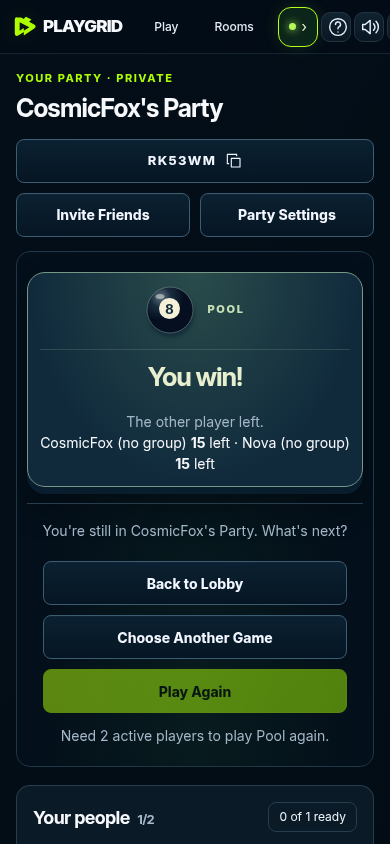 PLAYGRID Play Rooms
YOUR PARTY · PRIVATE
CosmicFox's Party
RK53WM
Invite Friends Party Settings
8 POOL
You win!
The other player left.
CosmicFox (no group) 15 left · Nova (no group)
15 left
You're still in CosmicFox's Party. What's next?
Back to Lobby
Choose Another Game
Play Again
Need 2 active players to play Pool again.
Your people 1/2 0 of 1 ready